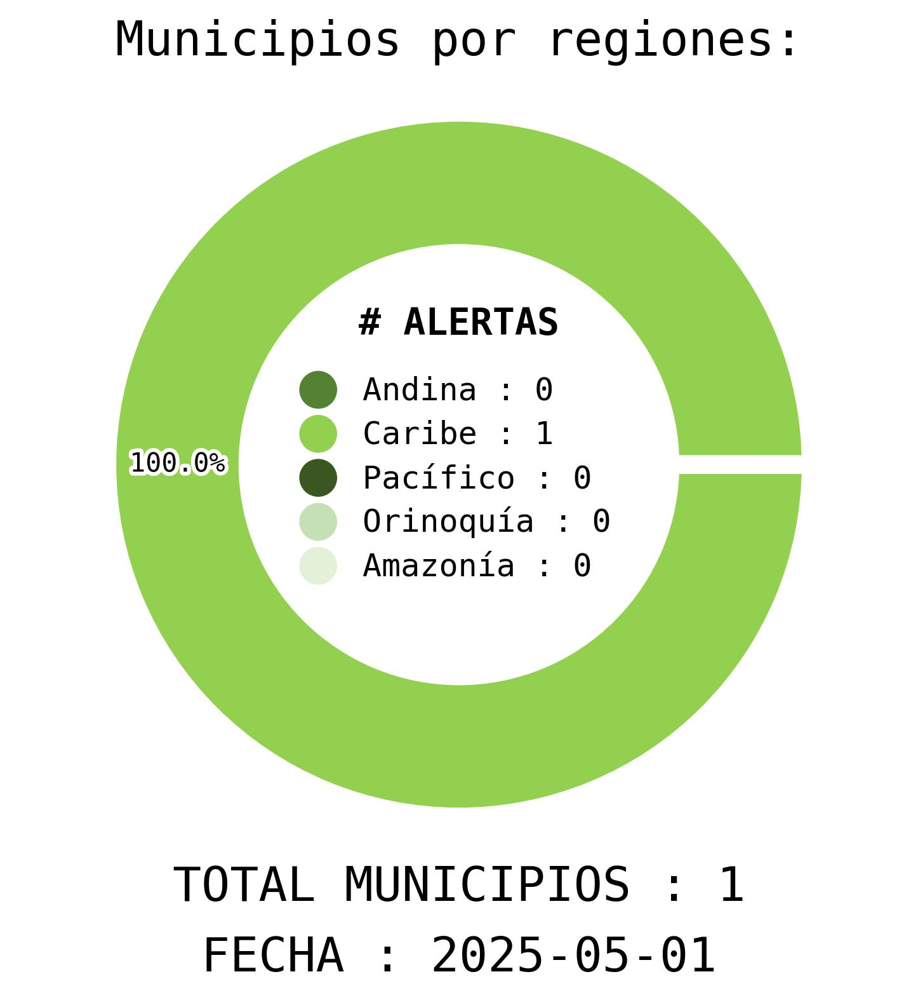 Municipios por regiones:
# ALERTAS
Andina : 0
Caribe : 1
Pacífico : 0
Orinoquía : 0
Amazonía : 0
100.0%
TOTAL MUNICIPIOS : 1
FECHA : 2025-05-01